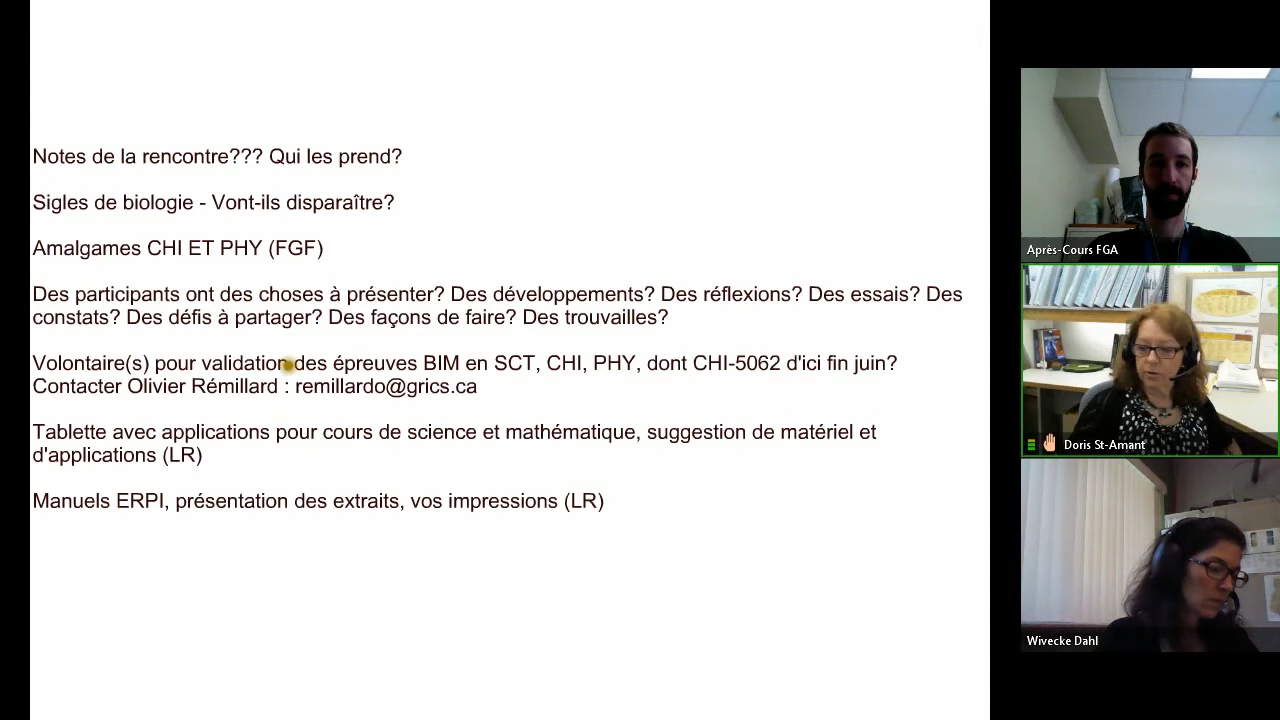 Notes de la rencontre??? Qui les prend?
Sigles de biologie - Vont-ils disparaître?
Amalgames CHI ET PHY (FGF)
Des participants ont des choses à présenter? Des développements? Des réflexions? Des essais? Des
constats? Des défis à partager? Des façons de faire? Des trouvailles?
Volontaire(s) pour validation des épreuves BIM en SCT, CHI, PHY, dont CHI-5062 d'ici fin juin?
Contacter Olivier Rémillard : remillardo@grics.ca
Tablette avec applications pour cours de science et mathématique, suggestion de matériel et
d'applications (LR)
Manuels ERPI, présentation des extraits, vos impressions (LR)
Après-Cours FGA
Doris St-Amant
Wivecke Dahl